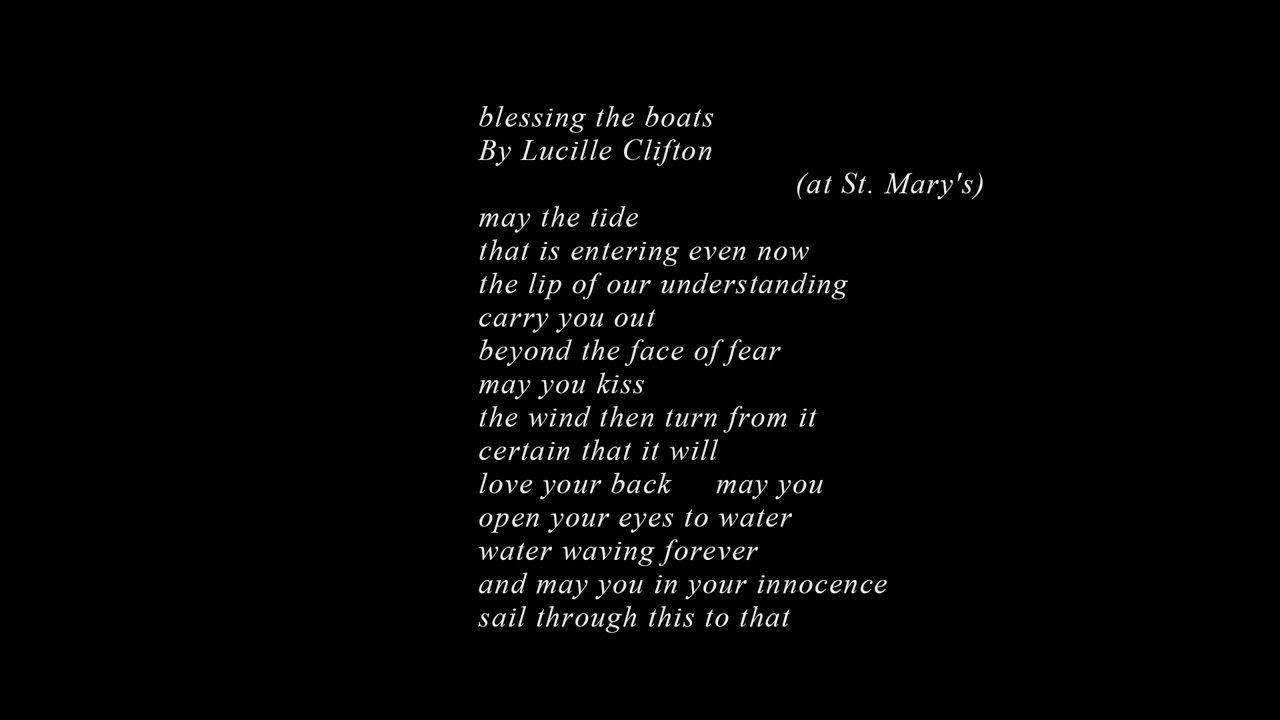 blessing the boats
By Lucille Clifton
(at St. Mary's)
may the tide
that is entering even now
the lip of our understanding
carry you out
beyond the face of fear
may you kiss
the wind then turn from it
certain that it will
love your back     may you
open your eyes to water
water waving forever
and may you in your innocence
sail through this to that